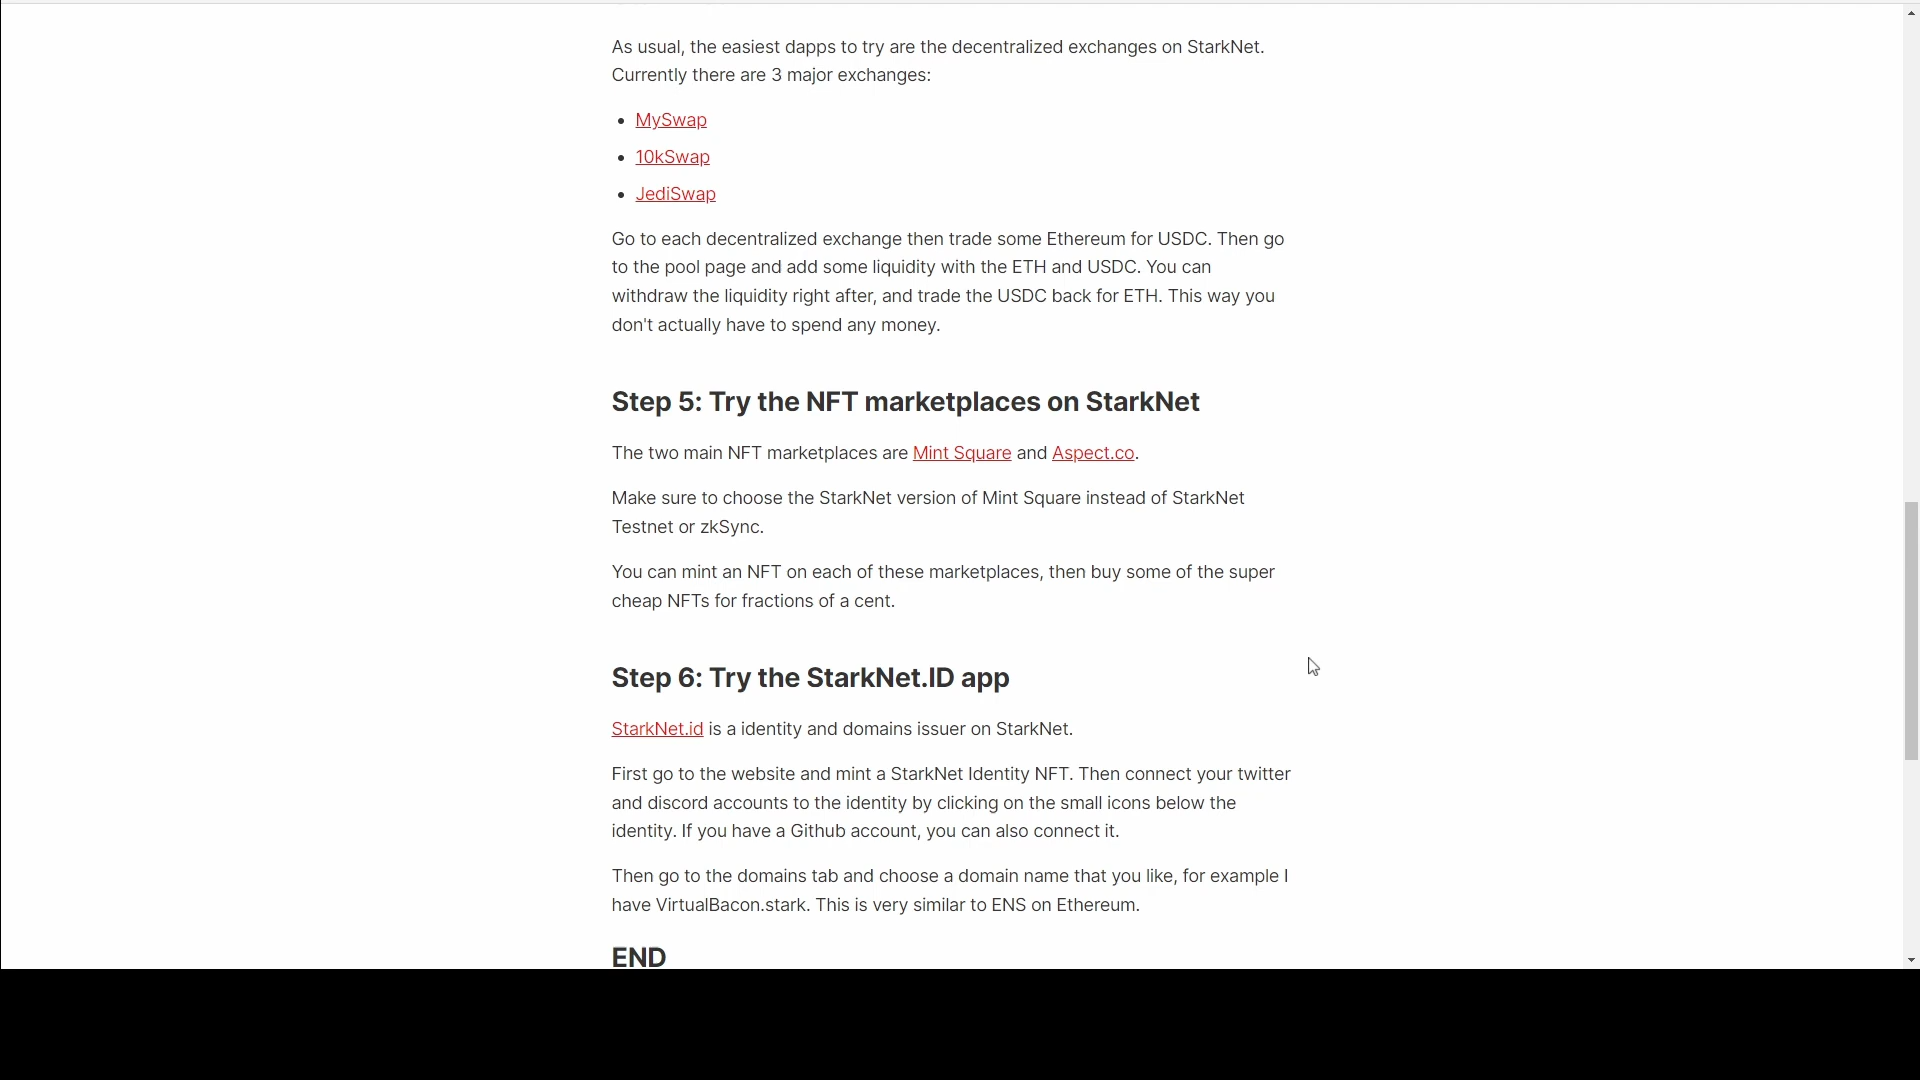 As usual, the easiest dapps to try are the decentralized exchanges on StarkNet.
Currently there are 3 major exchanges:
• MySwap
• 10kSwap
• JediSwap
Go to each decentralized exchange then trade some Ethereum for USDC. Then go
to the pool page and add some liquidity with the ETH and USDC. You can
withdraw the liquidity right after, and trade the USDC back for ETH. This way you
don't actually have to spend any money.
Step 5: Try the NFT marketplaces on StarkNet
The two main NFT marketplaces are Mint Square and Aspect.co.
Make sure to choose the StarkNet version of Mint Square instead of StarkNet
Testnet or zkSync.
You can mint an NFT on each of these marketplaces, then buy some of the super
cheap NFTs for fractions of a cent.
Step 6: Try the StarkNet.ID app
StarkNet.id is a identity and domains issuer on StarkNet.
First go to the website and mint a StarkNet Identity NFT. Then connect your twitter
and discord accounts to the identity by clicking on the small icons below the
identity. If you have a Github account, you can also connect it.
Then go to the domains tab and choose a domain name that you like, for example I
have VirtualBacon.stark. This is very similar to ENS on Ethereum.
END